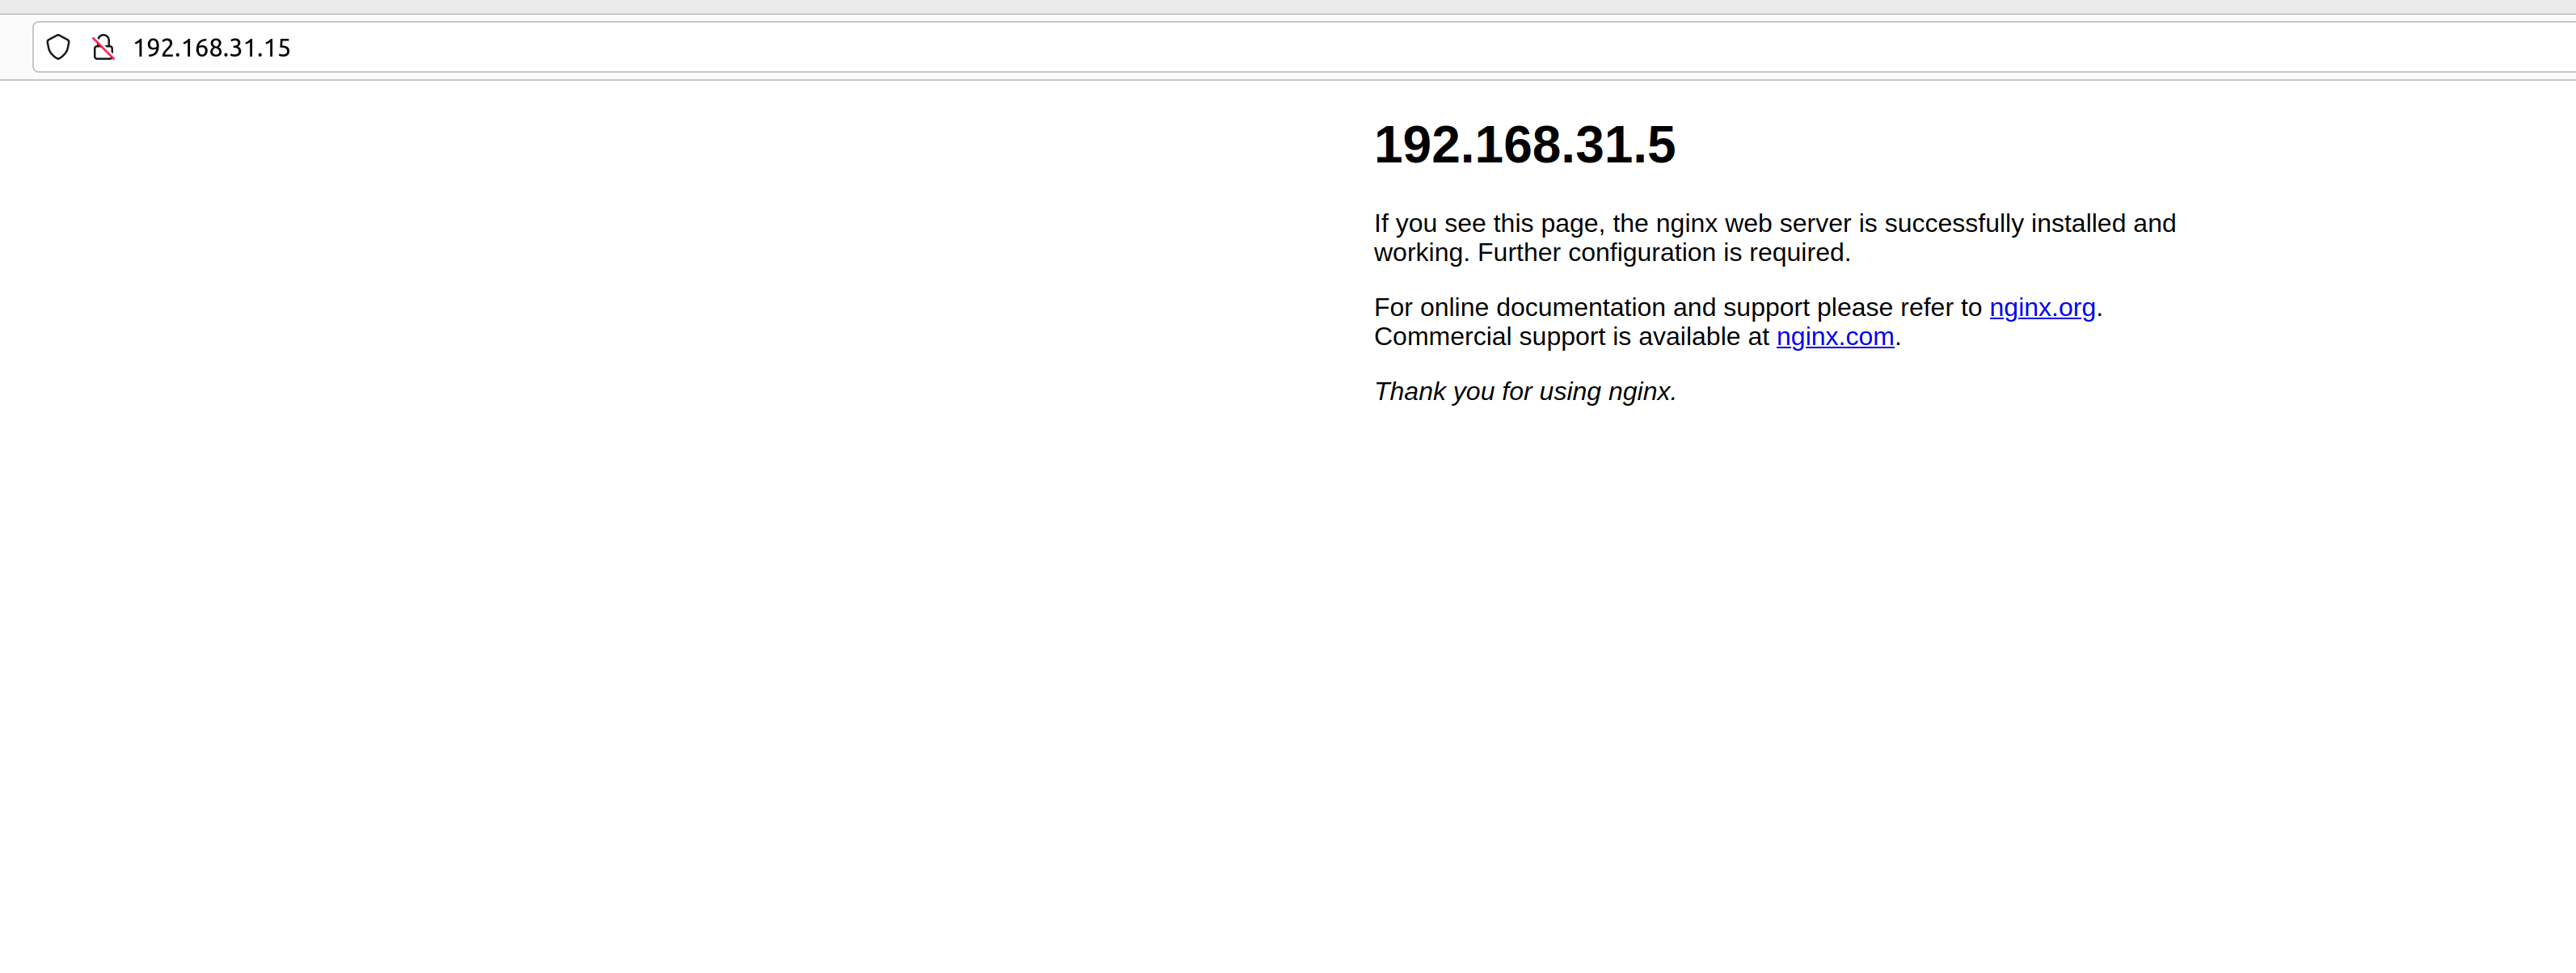 192.168.31.15
192.168.31.5
If you see this page, the nginx web server is successfully installed and
working. Further configuration is required.
For online documentation and support please refer to nginx.org.
Commercial support is available at nginx.com.
Thank you for using nginx.